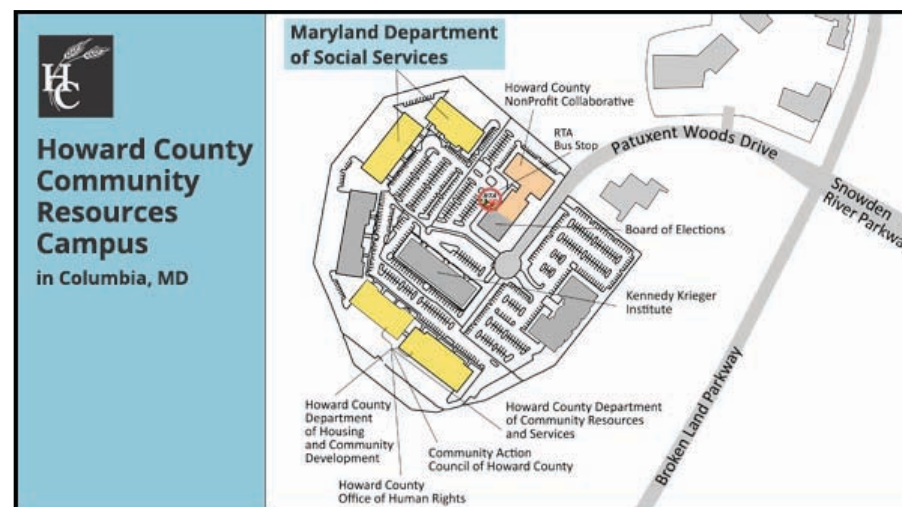 HC
Howard County
Community
Resources
Campus
in Columbia, MD
Maryland Department
of Social Services
Howard County
NonProfit Collaborative
RTA
Bus Stop
Patuxent Woods Drive
Snowden
River Parkway
RTA
Board of Elections
Kennedy Krieger
Institute
Broken Land Parkway
Howard County
Department
of Housing
and Community
Development
Howard County Department
of Community Resources
and Services
Community Action
Council of Howard County
Howard County
Office of Human Rights